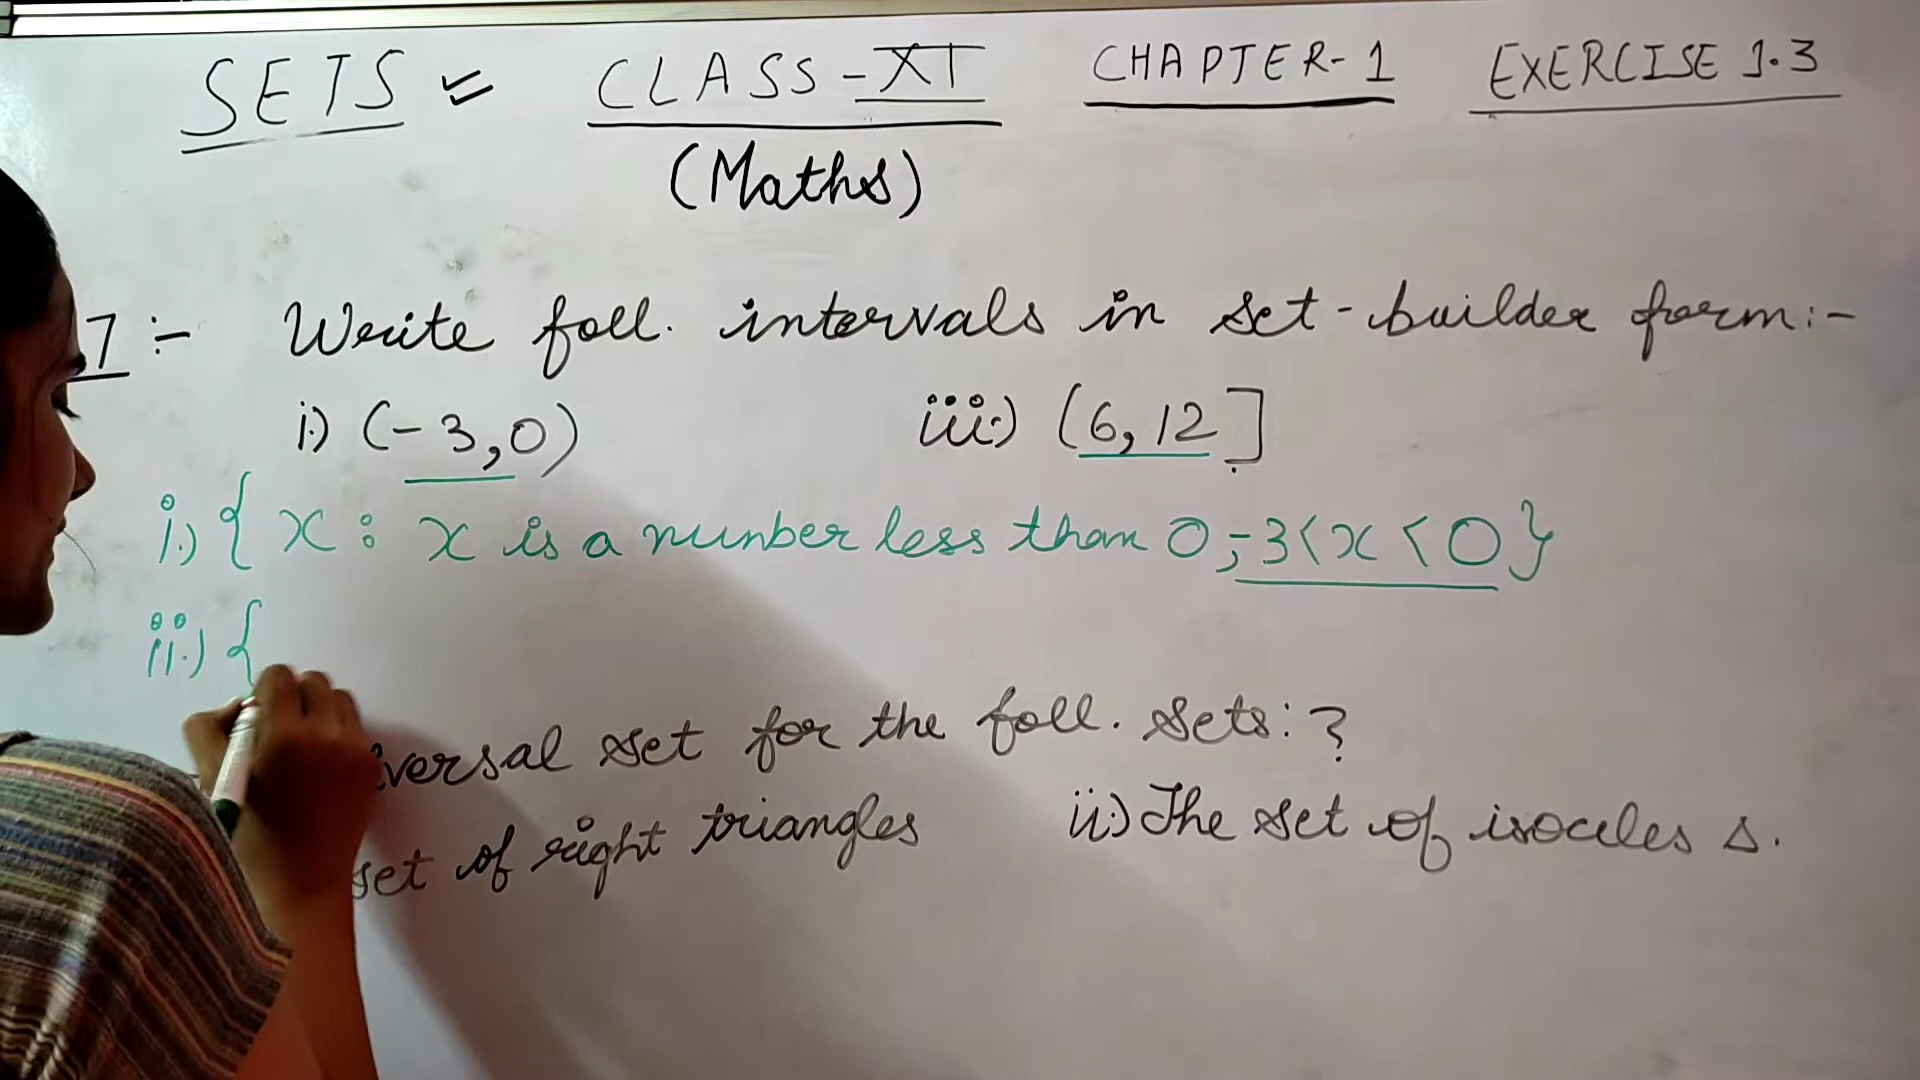 SETS CLASS-XI CHAPTER-1 EXERCISE 1.3
(Maths)
7:- Write foll. intervals in set-builder form:-
i.) (-3,0) iii.) (6,12]
i.) { x : x is a number less than 0, -3<x<0}
ii.) {
versal set for the foll. sets:?
set of right triangles ii.) The set of isoceles Δ.